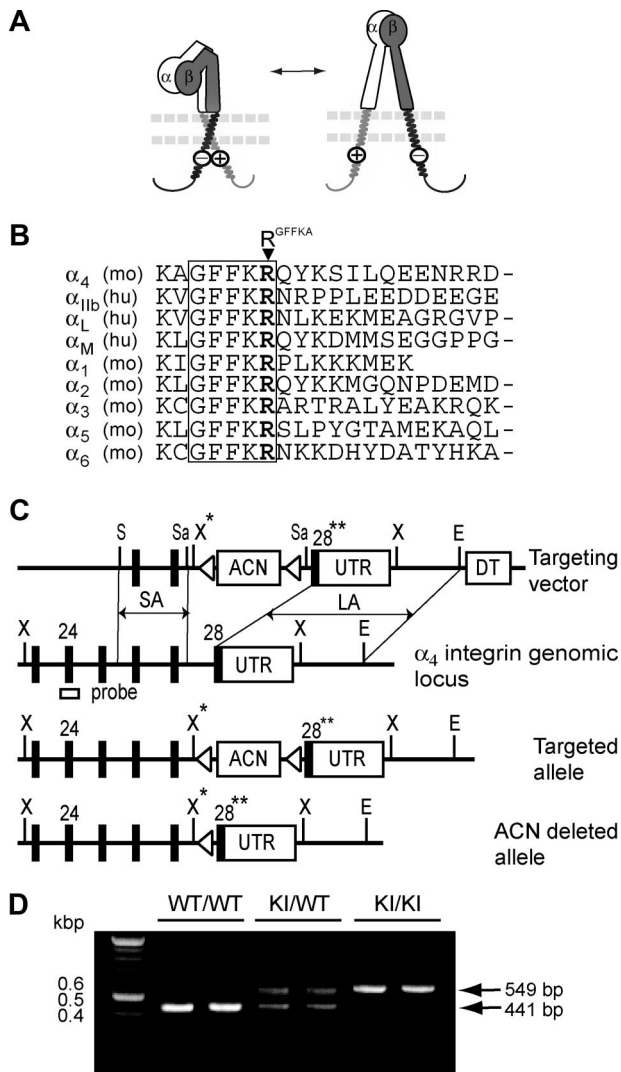 A
α β α β
− + + −
B
R^GFFKA
α4 (mo) KAGFFKRQYKSILQEENRRD-
αIIb (hu) KVGFFKRNRPPLEEDDEEGE
αL (hu) KVGFFKRNLKEKMEAGRGVP-
αM (hu) KLGFFKRQYKDMMSEGGPPG-
α1 (mo) KIGFFKRPLKKKMEK
α2 (mo) KLGFFKRQYKKMGQNPDEMD-
α3 (mo) KCGFFKRARTRALYEAKRQK-
α5 (mo) KLGFFKRSLPYGTAMEKAQL-
α6 (mo) KCGFFKRNKKDHYDATYHKA-
C
S Sa X* Sa 28** X E
ACN UTR DT Targeting vector
SA LA
X 24 28 X E
UTR
probe
α4 integrin genomic locus
X 24 X* 28** X E
ACN UTR
Targeted allele
X 24 X* 28** X E
UTR
ACN deleted allele
D
kbp WT/WT KI/WT KI/KI
0.6
0.5
0.4
549 bp
441 bp